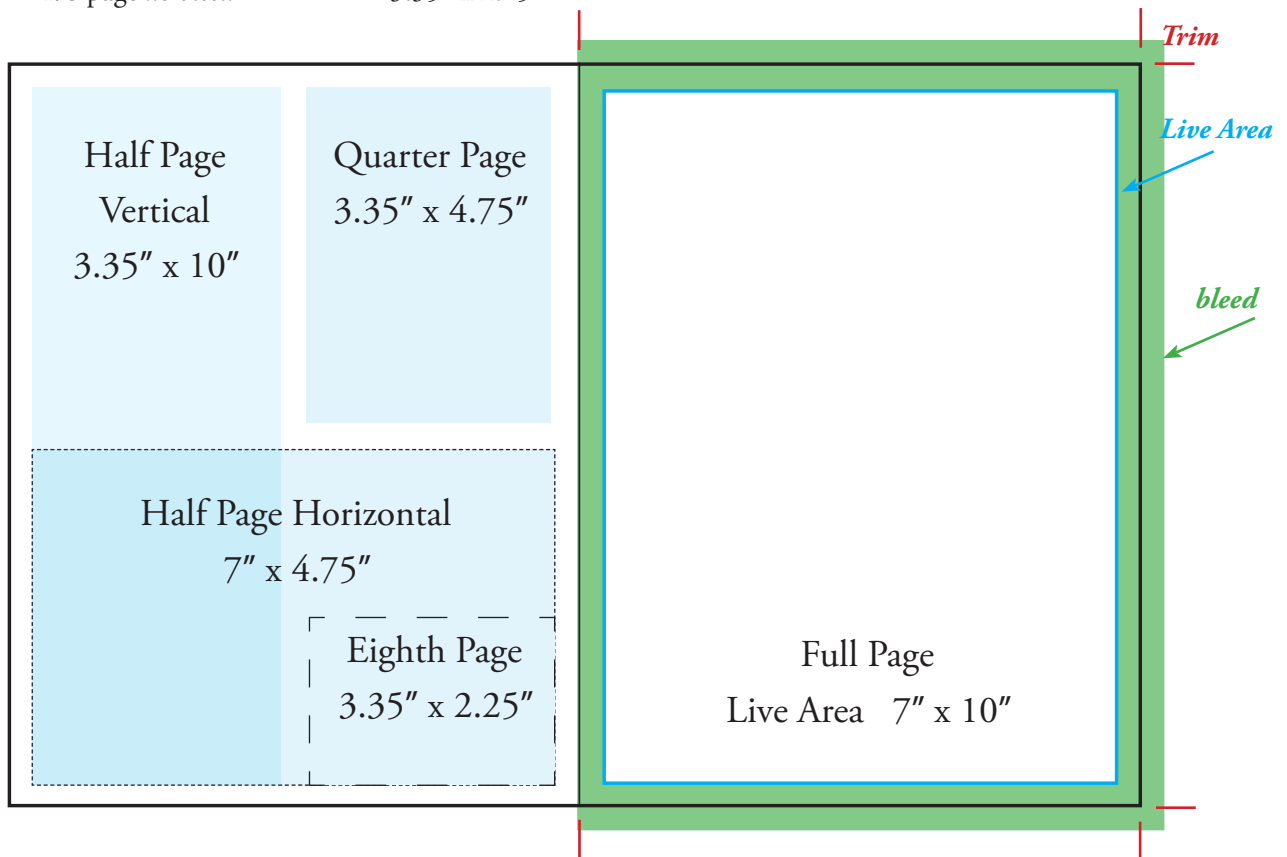 Trim
Live Area
bleed
Half Page
Vertical
3.35″ x 10″
Quarter Page
3.35″ x 4.75″
Half Page Horizontal
7″ x 4.75″
Eighth Page
3.35″ x 2.25″
Full Page
Live Area 7″ x 10″